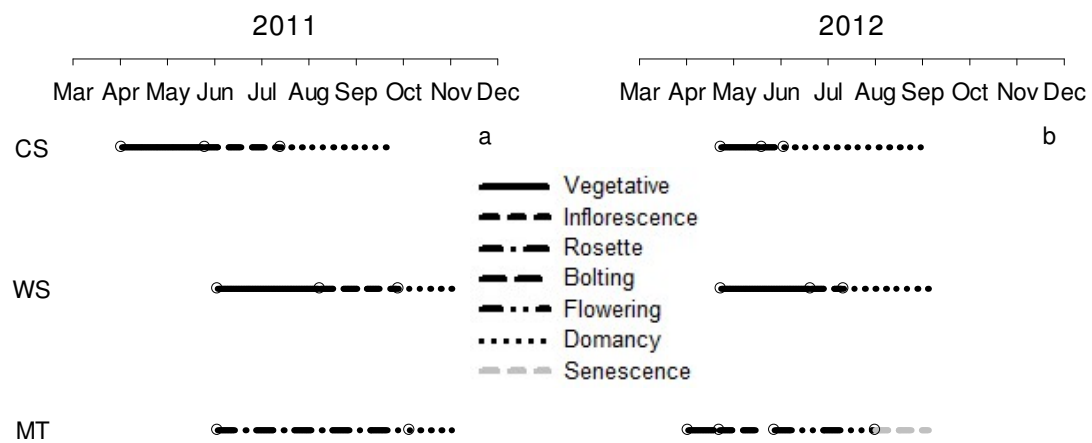 2011 2012
Mar Apr May Jun Jul Aug Sep Oct Nov Dec Mar Apr May Jun Jul Aug Sep Oct Nov Dec
CS a b
Vegetative
Inflorescence
Rosette
Bolting
WS
Flowering
Domancy
Senescence
MT